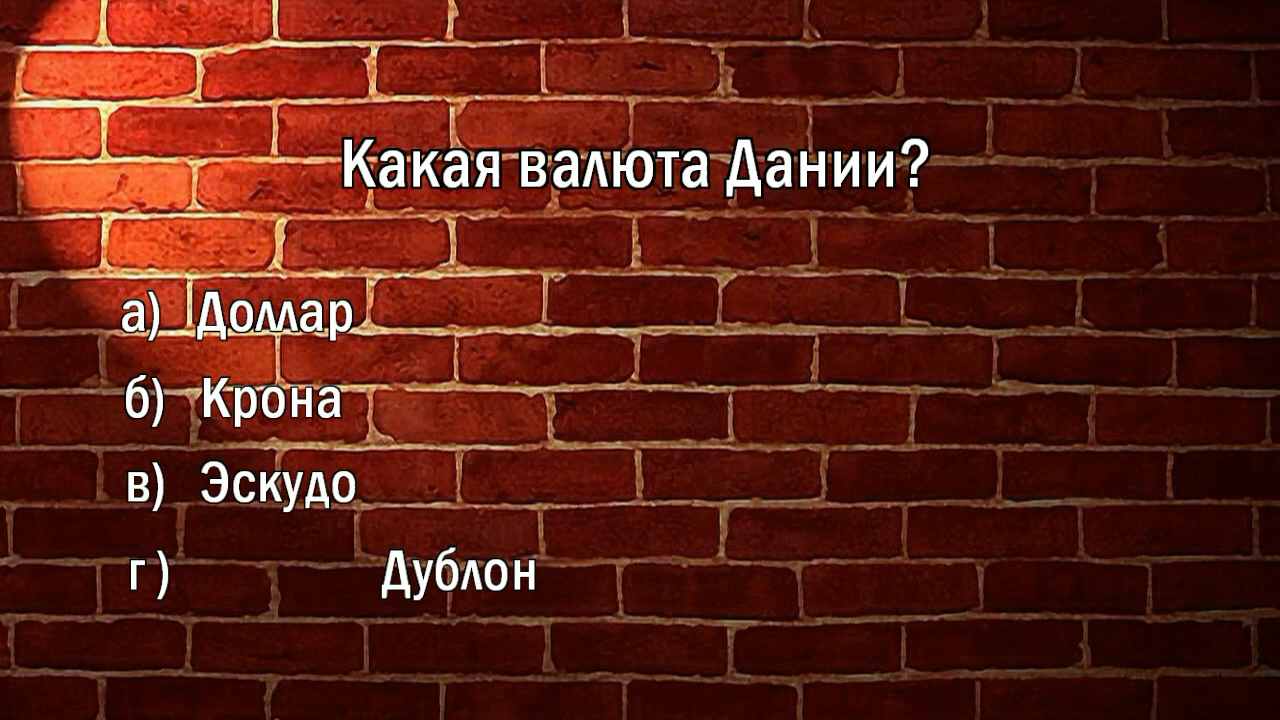 Какая валюта Дании?
а) Доллар
б) Крона
в) Эскудо
г ) Дублон